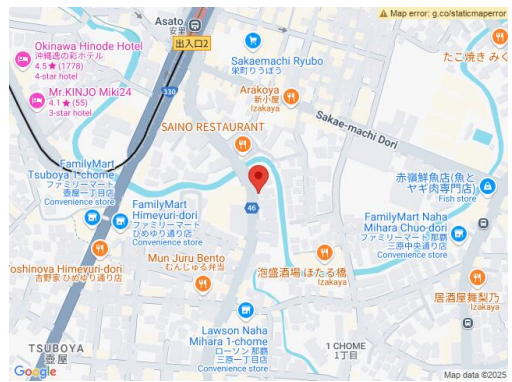 Map error: g.co/staticmaperror
Asato
安里
出入口2
Okinawa Hinode Hotel
沖縄逸の彩ホテル
4.5★(1778)
4-star hotel
Sakaemachi Ryubo
栄町りうぼう
たこ焼き みく
Mr.KINJO Miki24
4.1★(55)
3-star hotel
330
Arakoya
新小屋
Izakaya
Sakae-machi Dori
SAINO RESTAURANT
FamilyMart
Tsuboya 1-chome
ファミリーマート
壺屋一丁目店
Convenience store
赤嶺鮮魚店(魚と
ヤギ肉専門店)
Fish store
46
FamilyMart
Himeyuri-dori
ファミリーマート
ひめゆり通り店
Convenience store
FamilyMart Naha
Mihara Chuo-dori
ファミリーマート 那覇
三原中央通り店
Convenience store
Yoshinova Himeyuri-dori
吉野家 ひめゆり通り店
Mun Juru Bento
むんじゅる弁当
泡盛酒場 ほたる橋
Izakaya
居酒屋舞梨乃
Izakaya
Lawson Naha
Mihara 1-chome
ローソン 那覇
三原一丁目店
Convenience store
TSUBOYA
壺屋
1 CHOME
1丁目
Google
Map data ©2025